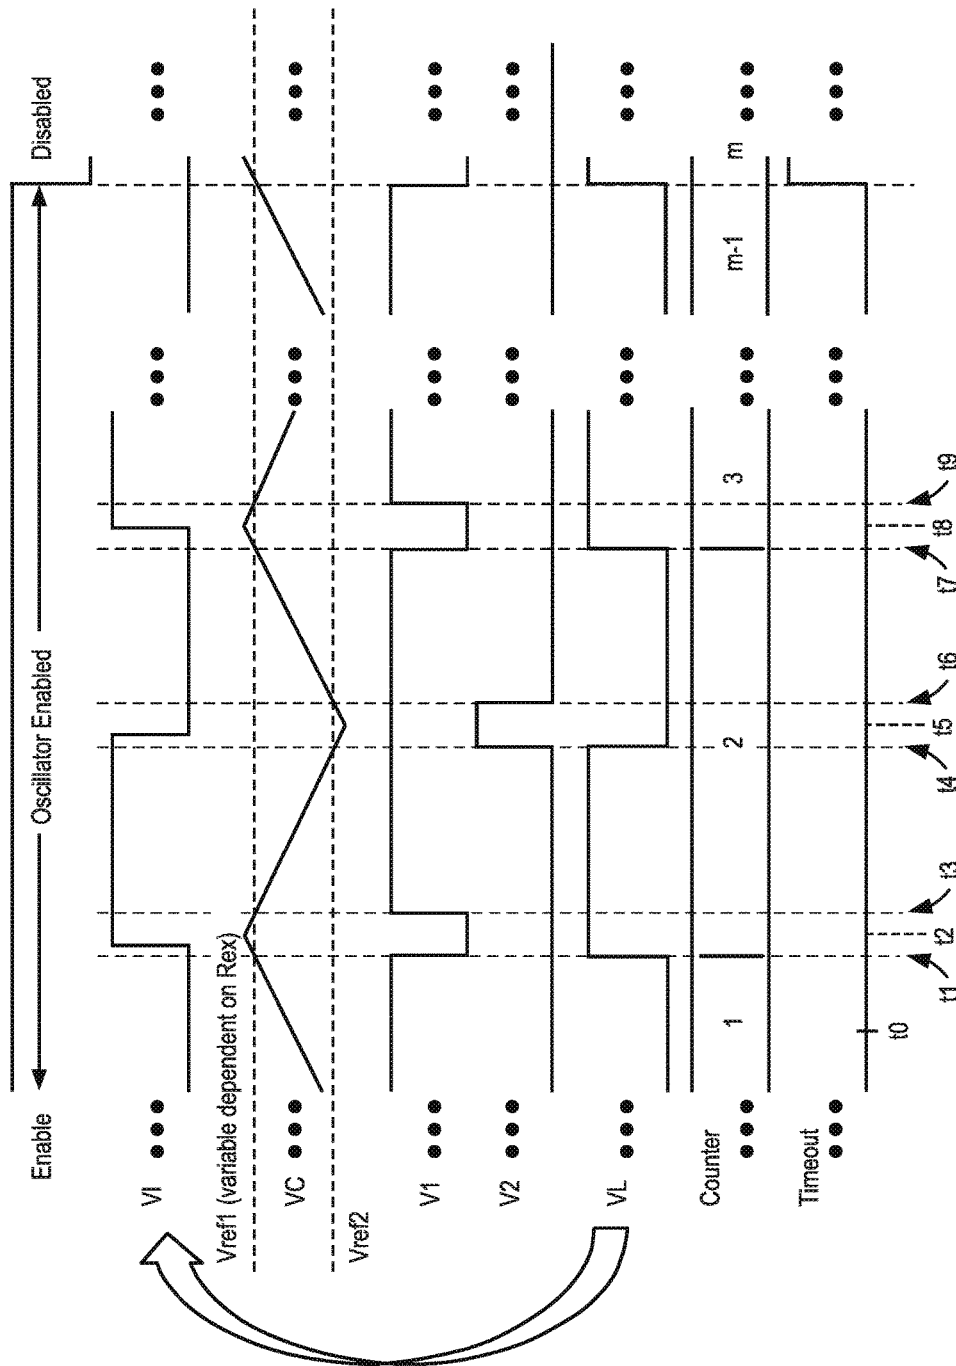 Enable
Oscillator Enabled
Disabled
VI
Vref1 (variable dependent on Rex)
VC
Vref2
V1
V2
VL
Counter
1
2
3
m-1
m
Timeout
t0
t1
t2
t3
t4
t5
t6
t7
t8
t9